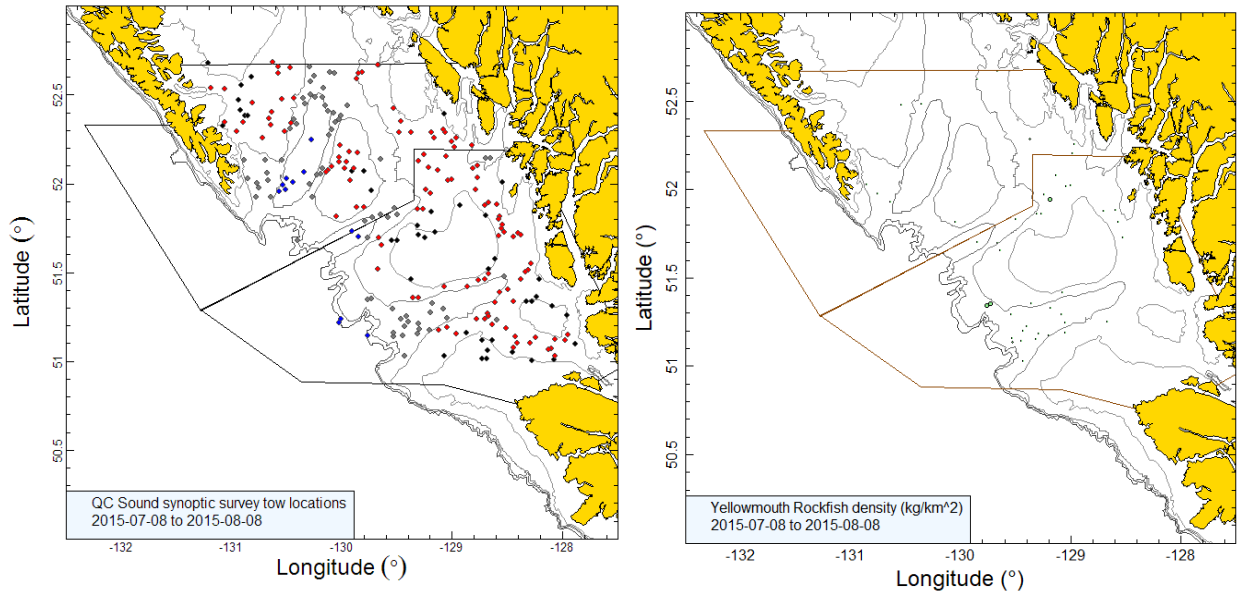 52.5
52
51.5
51
50.5
Latitude (°)
QC Sound synoptic survey tow locations
2015-07-08 to 2015-08-08
-132
-131
-130
-129
-128
Longitude (°)
52.5
52
51.5
51
50.5
Latitude (°)
Yellowmouth Rockfish density (kg/km^2)
2015-07-08 to 2015-08-08
-132
-131
-130
-129
-128
Longitude (°)